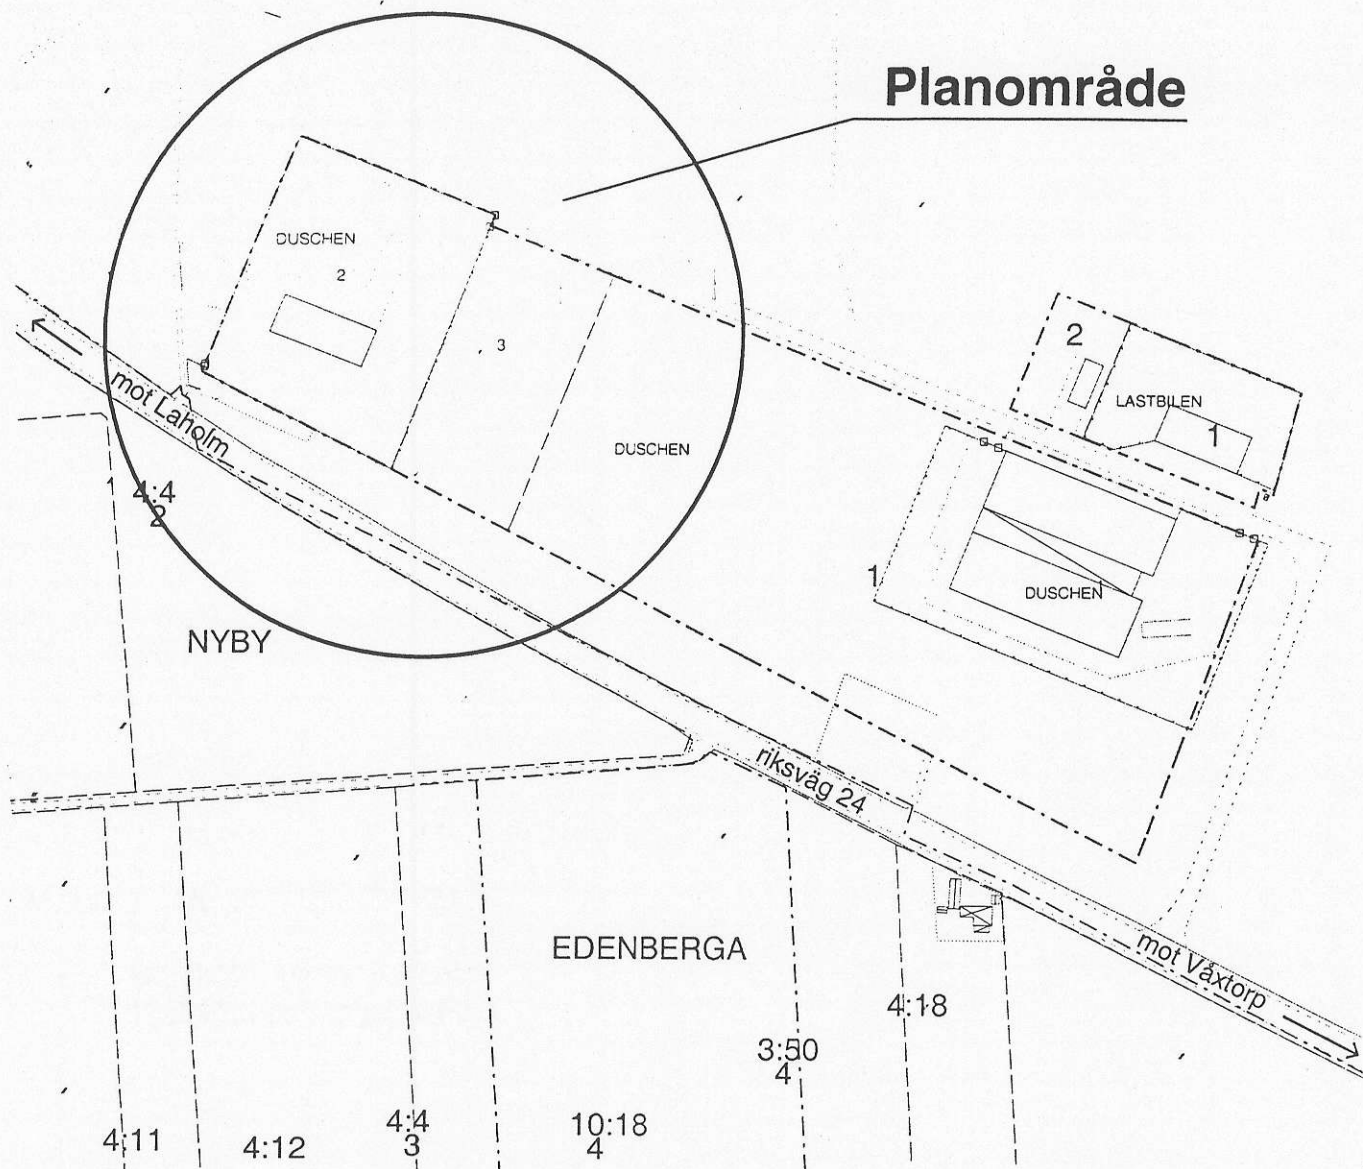 Planområde
DUSCHEN
2
3
2
LASTBILEN
1
mot Laholm
DUSCHEN
4:4
2
1
DUSCHEN
1
NYBY
riksväg 24
EDENBERGA
mot Våxtorp
4:18
3:50
4
4:11
4:12
4:4
3
10:18
4